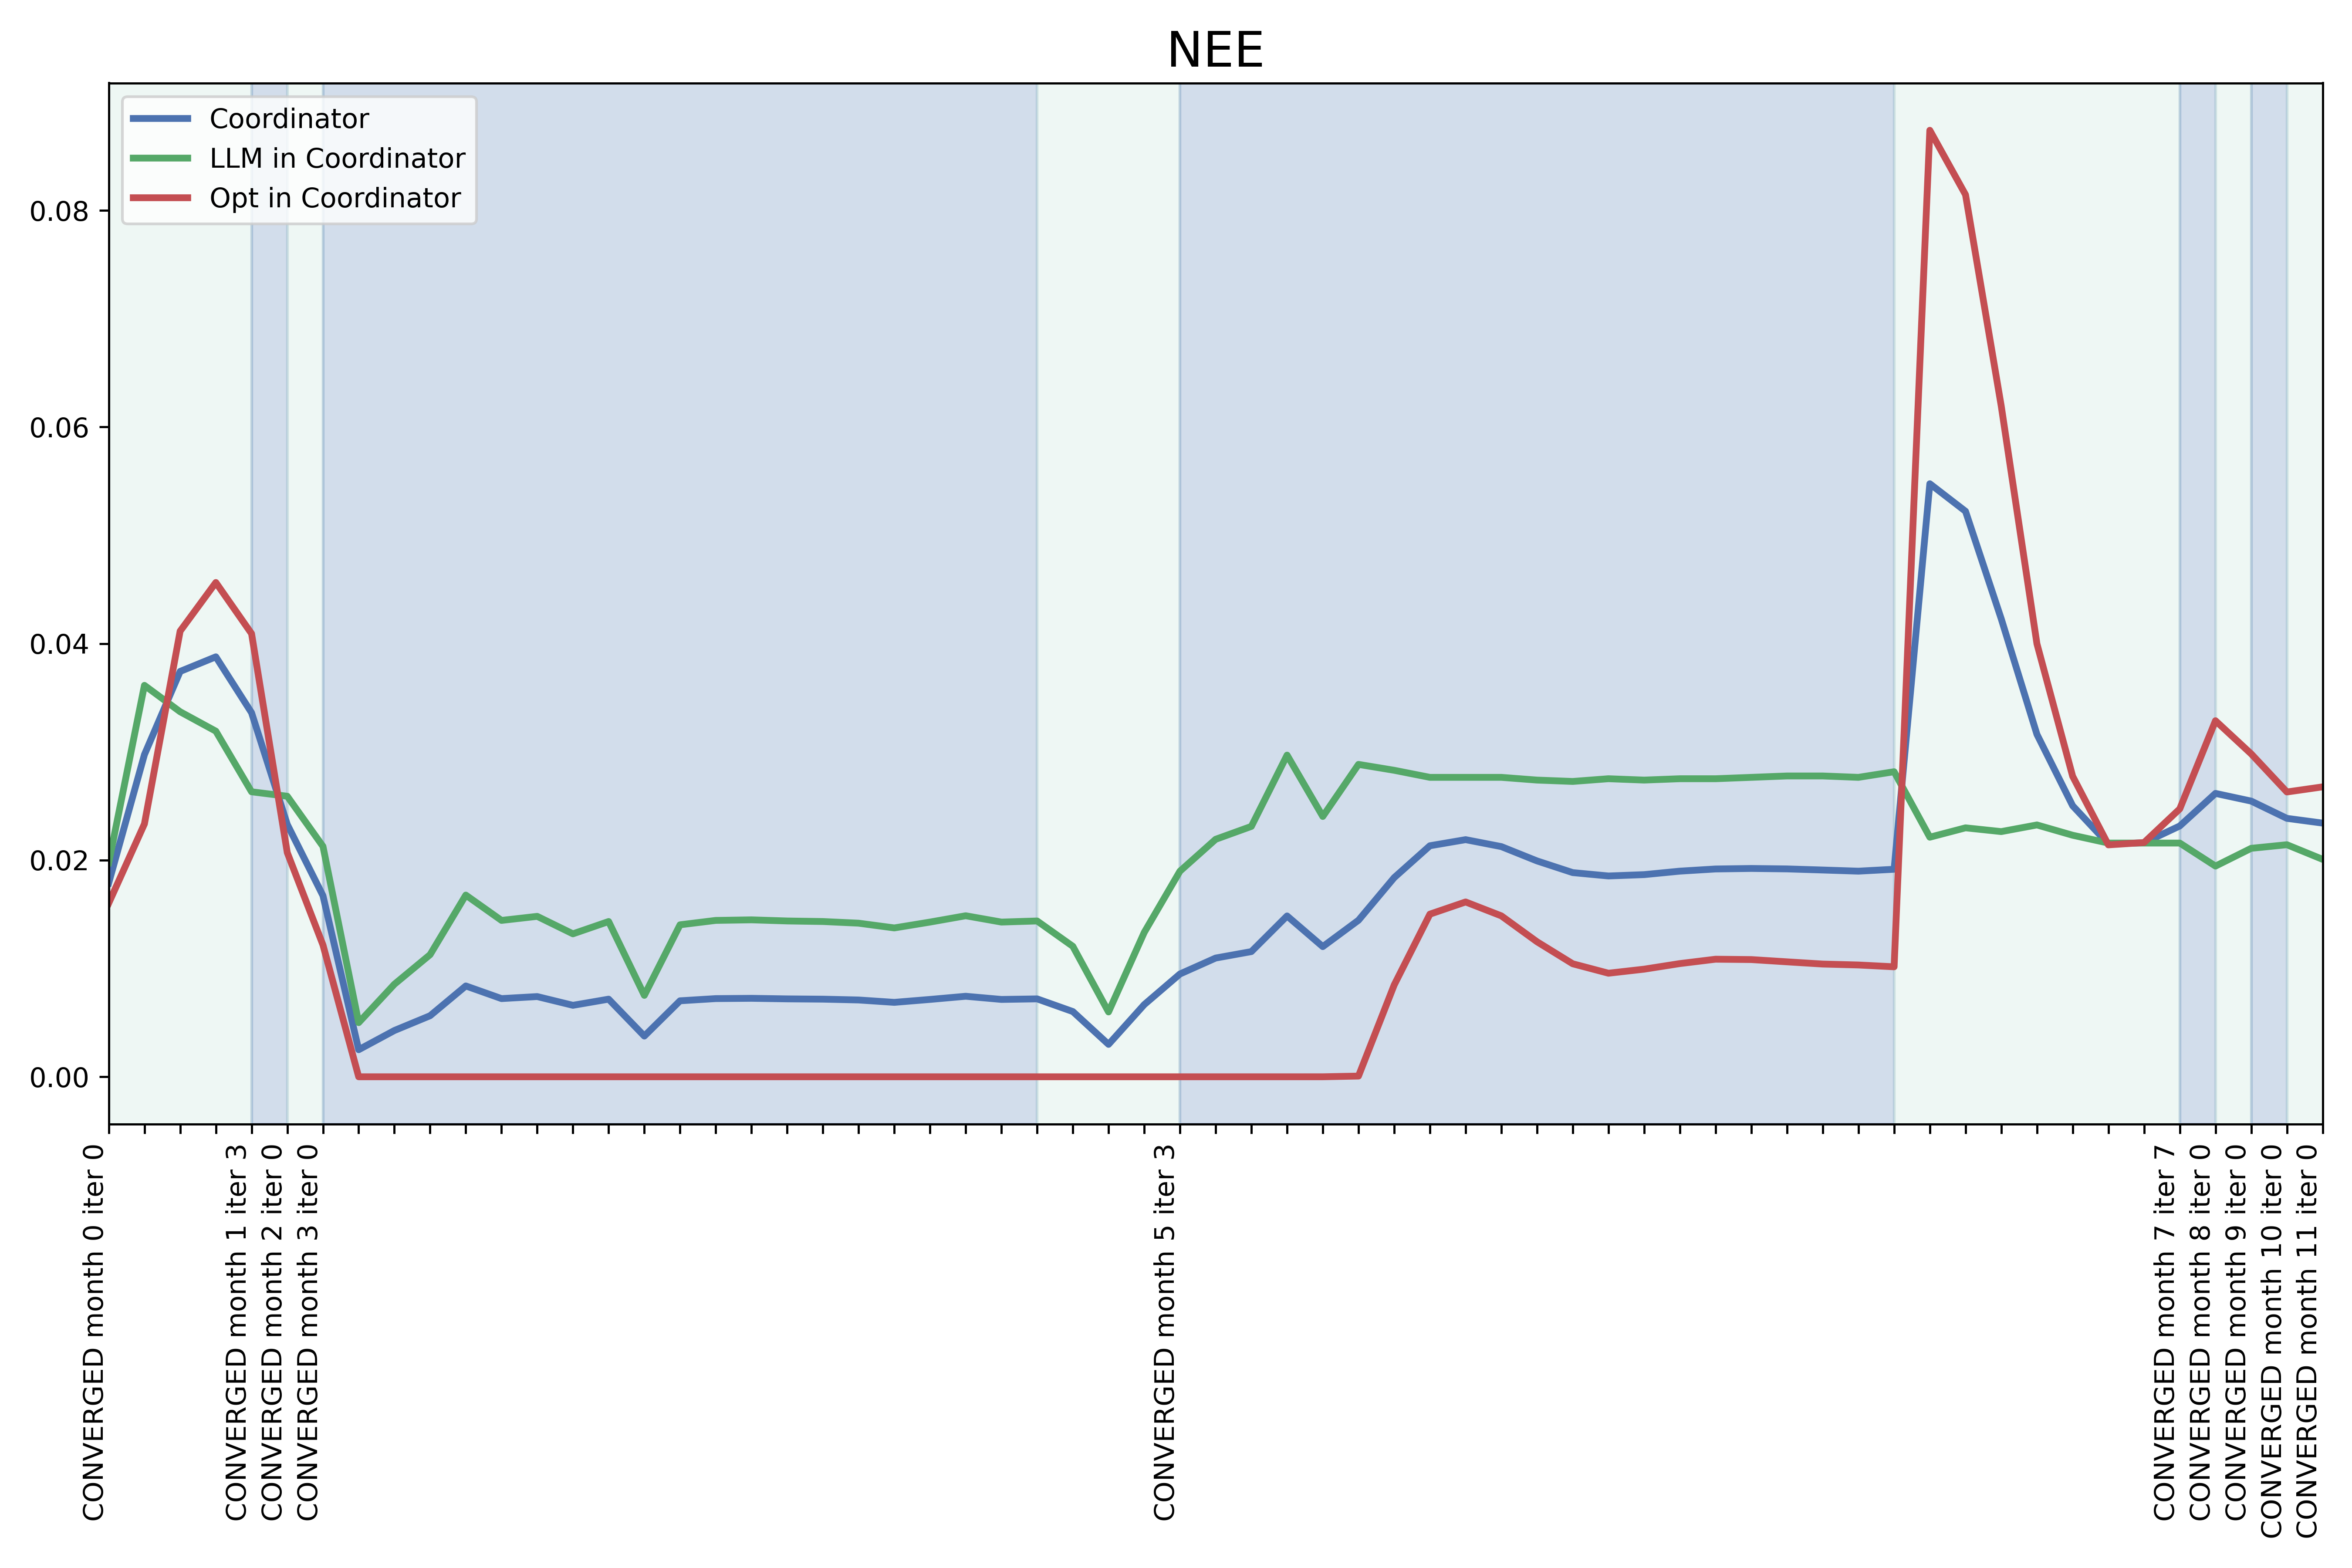 NEE
Coordinator
LLM in Coordinator
Opt in Coordinator
0.08
0.06
0.04
0.02
0.00
CONVERGED month 0 iter 0
CONVERGED month 1 iter 3
CONVERGED month 2 iter 0
CONVERGED month 3 iter 0
CONVERGED month 5 iter 3
CONVERGED month 7 iter 7
CONVERGED month 8 iter 0
CONVERGED month 9 iter 0
CONVERGED month 10 iter 0
CONVERGED month 11 iter 0